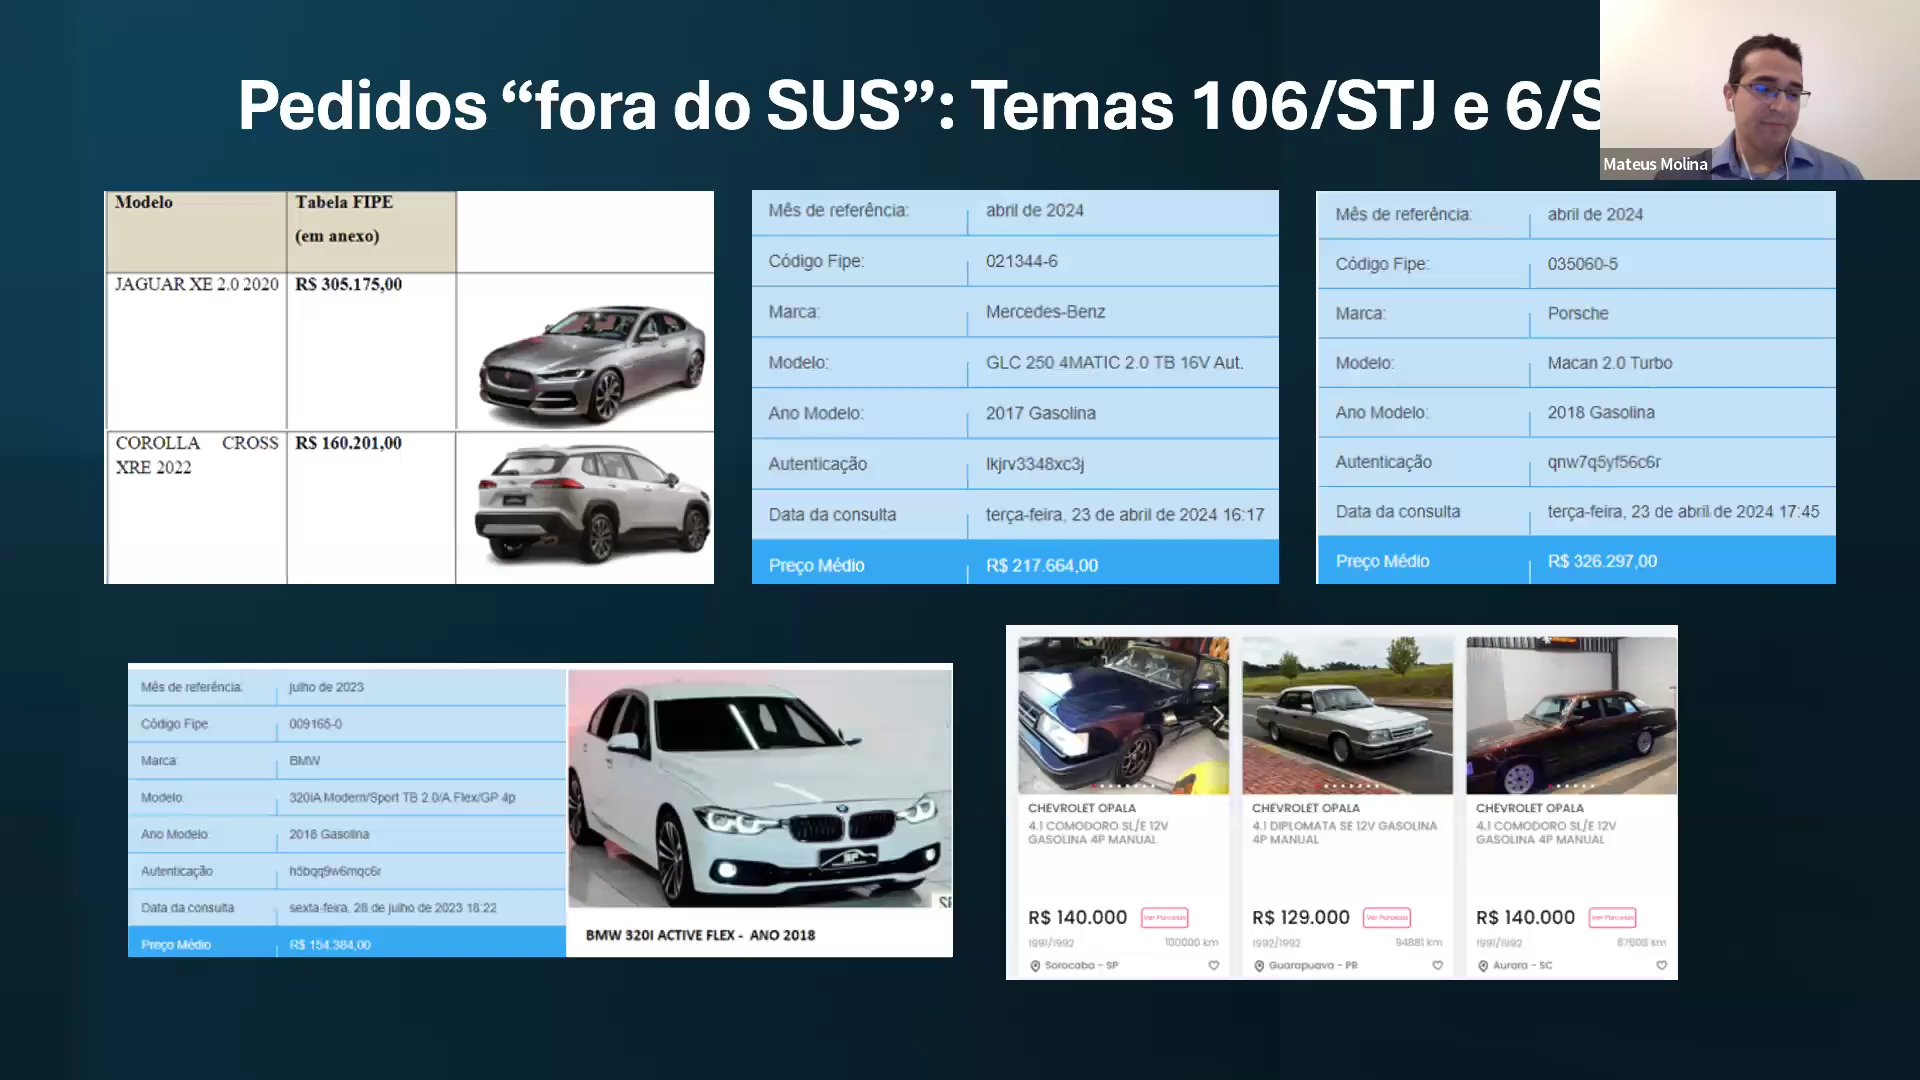 Pedidos “fora do SUS”: Temas 106/STJ e 6/S
Mateus Molina
Modelo
Tabela FIPE
(em anexo)
JAGUAR XE 2.0 2020
R$ 305.175,00
COROLLA CROSS
XRE 2022
R$ 160.201,00
Mês de referência: abril de 2024
Código Fipe: 021344-6
Marca: Mercedes-Benz
Modelo: GLC 250 4MATIC 2.0 TB 16V Aut.
Ano Modelo: 2017 Gasolina
Autenticação lkjrv3348xc3j
Data da consulta terça-feira, 23 de abril de 2024 16:17
Preço Médio R$ 217.664,00
Mês de referência: abril de 2024
Código Fipe: 035060-5
Marca: Porsche
Modelo: Macan 2.0 Turbo
Ano Modelo: 2018 Gasolina
Autenticação qnw7q5yf56c6r
Data da consulta terça-feira, 23 de abril de 2024 17:45
Preço Médio R$ 326.297,00
Mês de referência: julho de 2023
Código Fipe: 009165-0
Marca: BMW
Modelo: 320iA Modern/Sport TB 2.0/A.Flex/GP 4p
Ano Modelo: 2018 Gasolina
Autenticação h5bqq9w6mqc6r
Data da consulta sexta-feira, 28 de julho de 2023 16:22
Preço Médio R$ 154.384,00
BMW 320I ACTIVE FLEX - ANO 2018
CHEVROLET OPALA
4.1 COMODORO SL/E 12V
GASOLINA 4P MANUAL
R$ 140.000 Ver Parcelas
1991/1992 100000 km
Sorocaba - SP
CHEVROLET OPALA
4.1 DIPLOMATA SE 12V GASOLINA
4P MANUAL
R$ 129.000 Ver Parcelas
1992/1992 94881 km
Guarapuava - PR
CHEVROLET OPALA
4.1 COMODORO SL/E 12V
GASOLINA 4P MANUAL
R$ 140.000 Ver Parcelas
1991/1992 87608 km
Aurora - SC